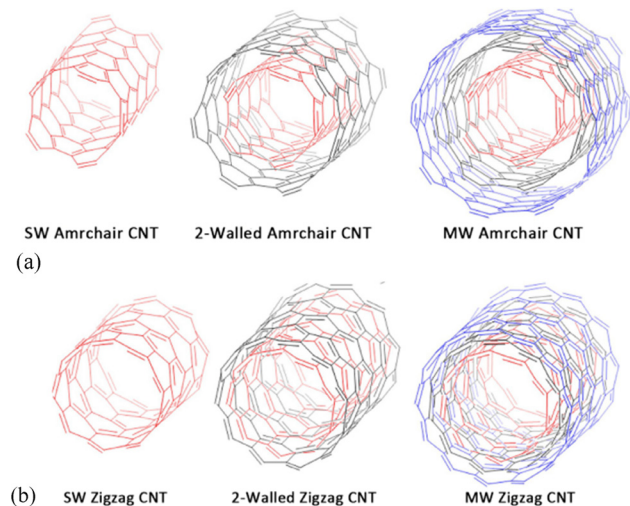 SW Amrchair CNT 2-Walled Amrchair CNT MW Amrchair CNT
(a)
(b) SW Zigzag CNT 2-Walled Zigzag CNT MW Zigzag CNT